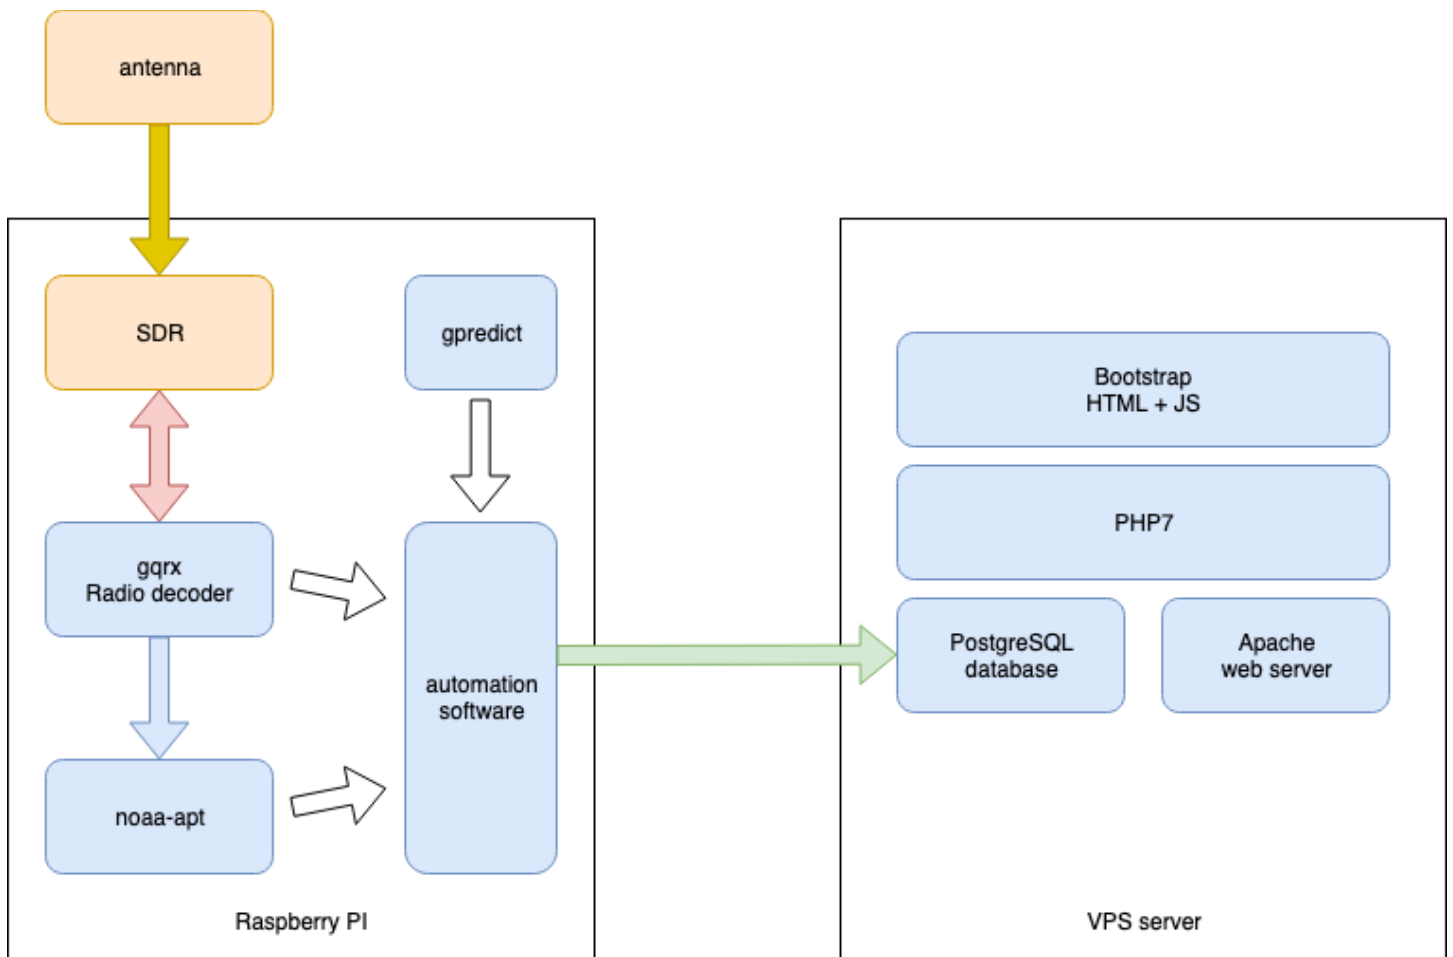 antenna
SDR
gpredict
gqrx
Radio decoder
automation
software
noaa-apt
Raspberry PI
Bootstrap
HTML + JS
PHP7
PostgreSQL
database
Apache
web server
VPS server